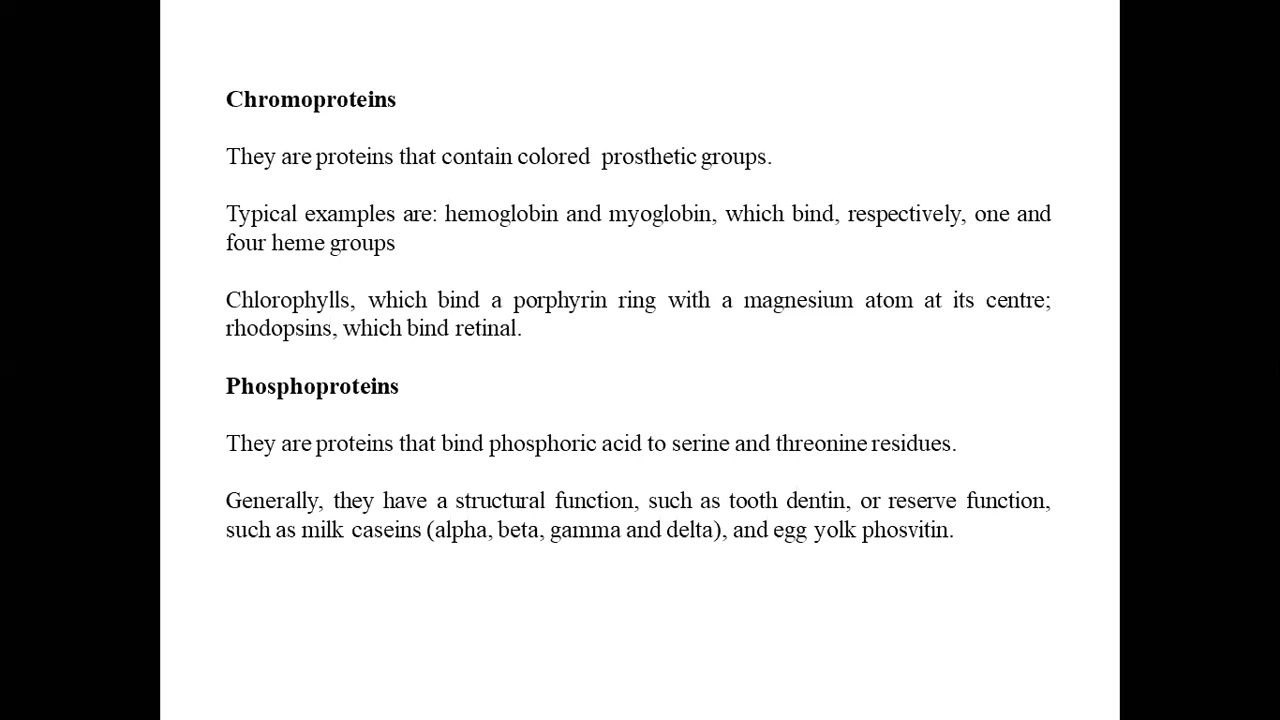 Chromoproteins
They are proteins that contain colored prosthetic groups.
Typical examples are: hemoglobin and myoglobin, which bind, respectively, one and
four heme groups
Chlorophylls, which bind a porphyrin ring with a magnesium atom at its centre;
rhodopsins, which bind retinal.
Phosphoproteins
They are proteins that bind phosphoric acid to serine and threonine residues.
Generally, they have a structural function, such as tooth dentin, or reserve function,
such as milk caseins (alpha, beta, gamma and delta), and egg yolk phosvitin.